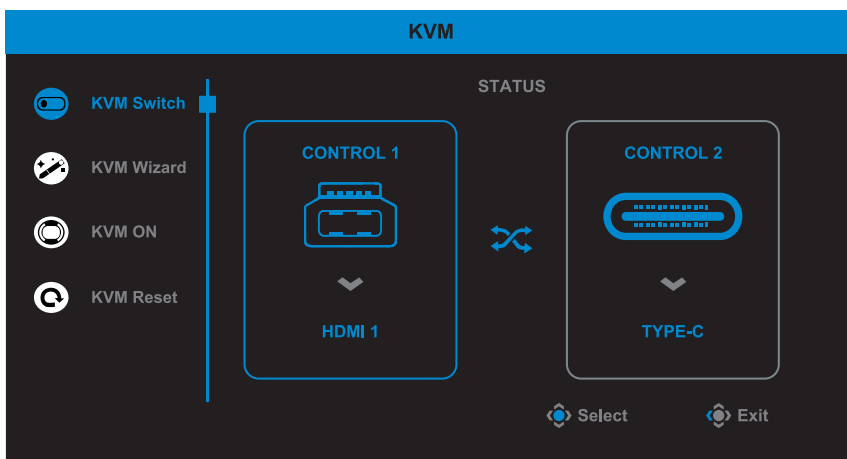 KVM
STATUS
KVM Switch
KVM Wizard
KVM ON
KVM Reset
CONTROL 1
HDMI 1
CONTROL 2
TYPE-C
Select
Exit